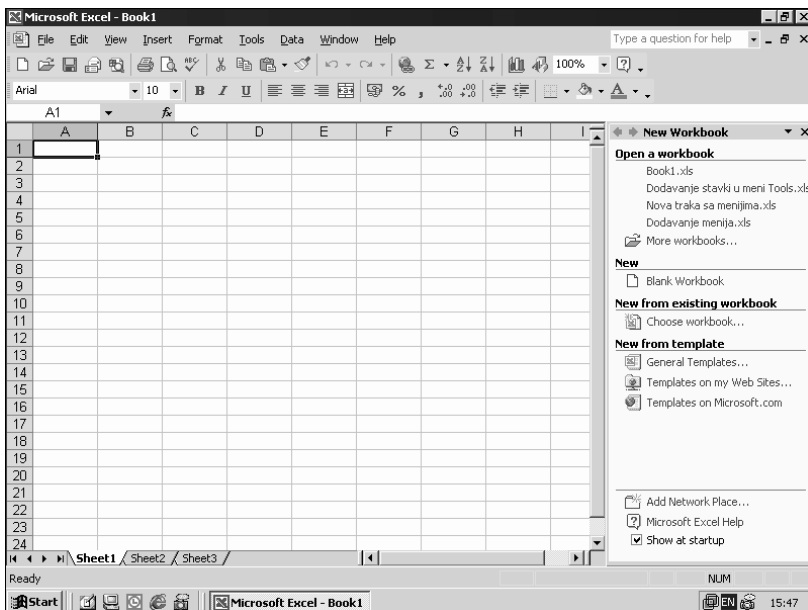 Microsoft Excel - Book1
File Edit View Insert Format Tools Data Window Help Type a question for help
ABC Σ A Z Z A 100% ?
Arial 10 B I U % , A
A1 fx
A B C D E F G H I
1
2
3
4
5
6
7
8
9
10
11
12
13
14
15
16
17
18
19
20
21
22
23
24
New Workbook
Open a workbook
Book1.xls
Dodavanje stavki u meni Tools.xls
Nova traka sa menijima.xls
Dodavanje menija.xls
More workbooks...
New
Blank Workbook
New from existing workbook
Choose workbook...
New from template
General Templates...
Templates on my Web Sites...
Templates on Microsoft.com
Add Network Place...
Microsoft Excel Help
Show at startup
Sheet1 Sheet2 Sheet3
Ready NUM
Start Microsoft Excel - Book1 EN 15:47